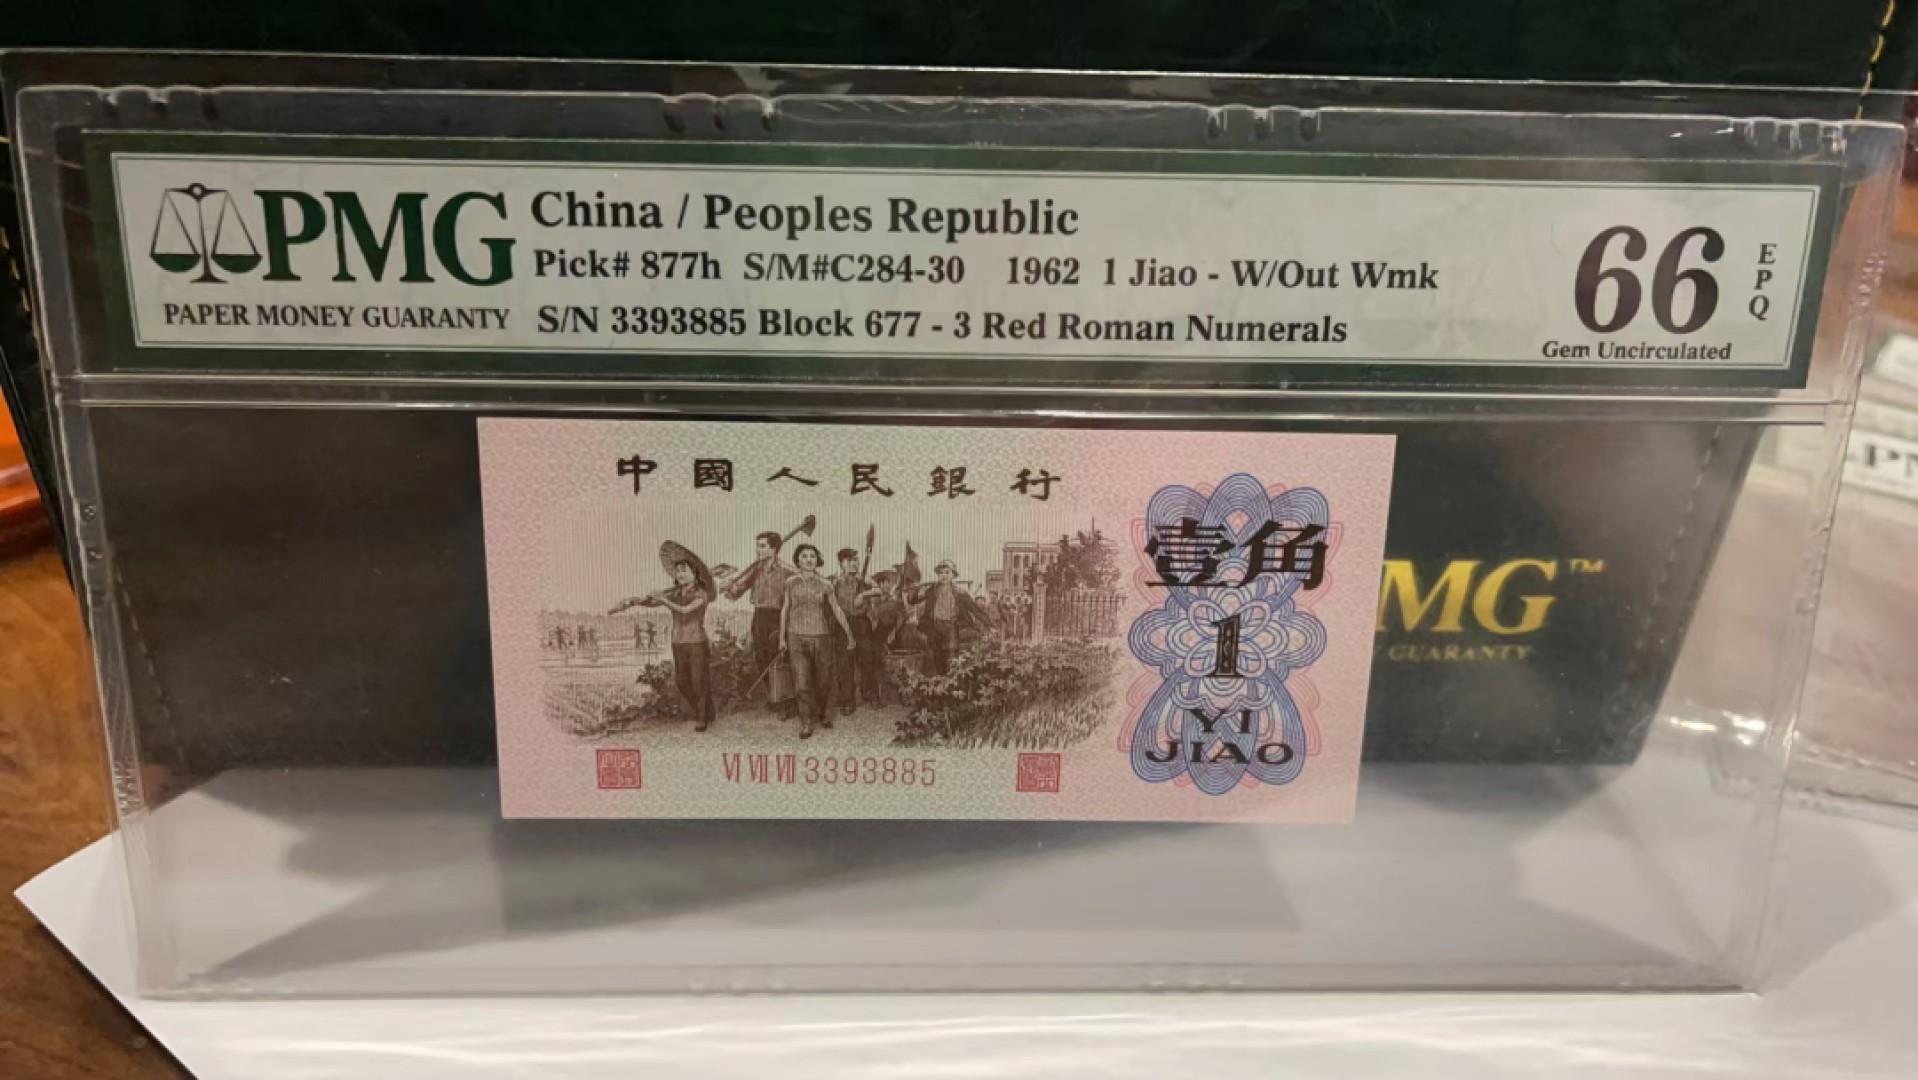 PMG
PAPER MONEY GUARANTY
China / Peoples Republic
Pick# 877h S/M#C284-30 1962 1 Jiao - W/Out Wmk
S/N 3393885 Block 677 - 3 Red Roman Numerals
66
EPQ
Gem Uncirculated
中國人民銀行
壹角
1
YI
JIAO
VI VII VII 3393885
MG™
GUARANTY